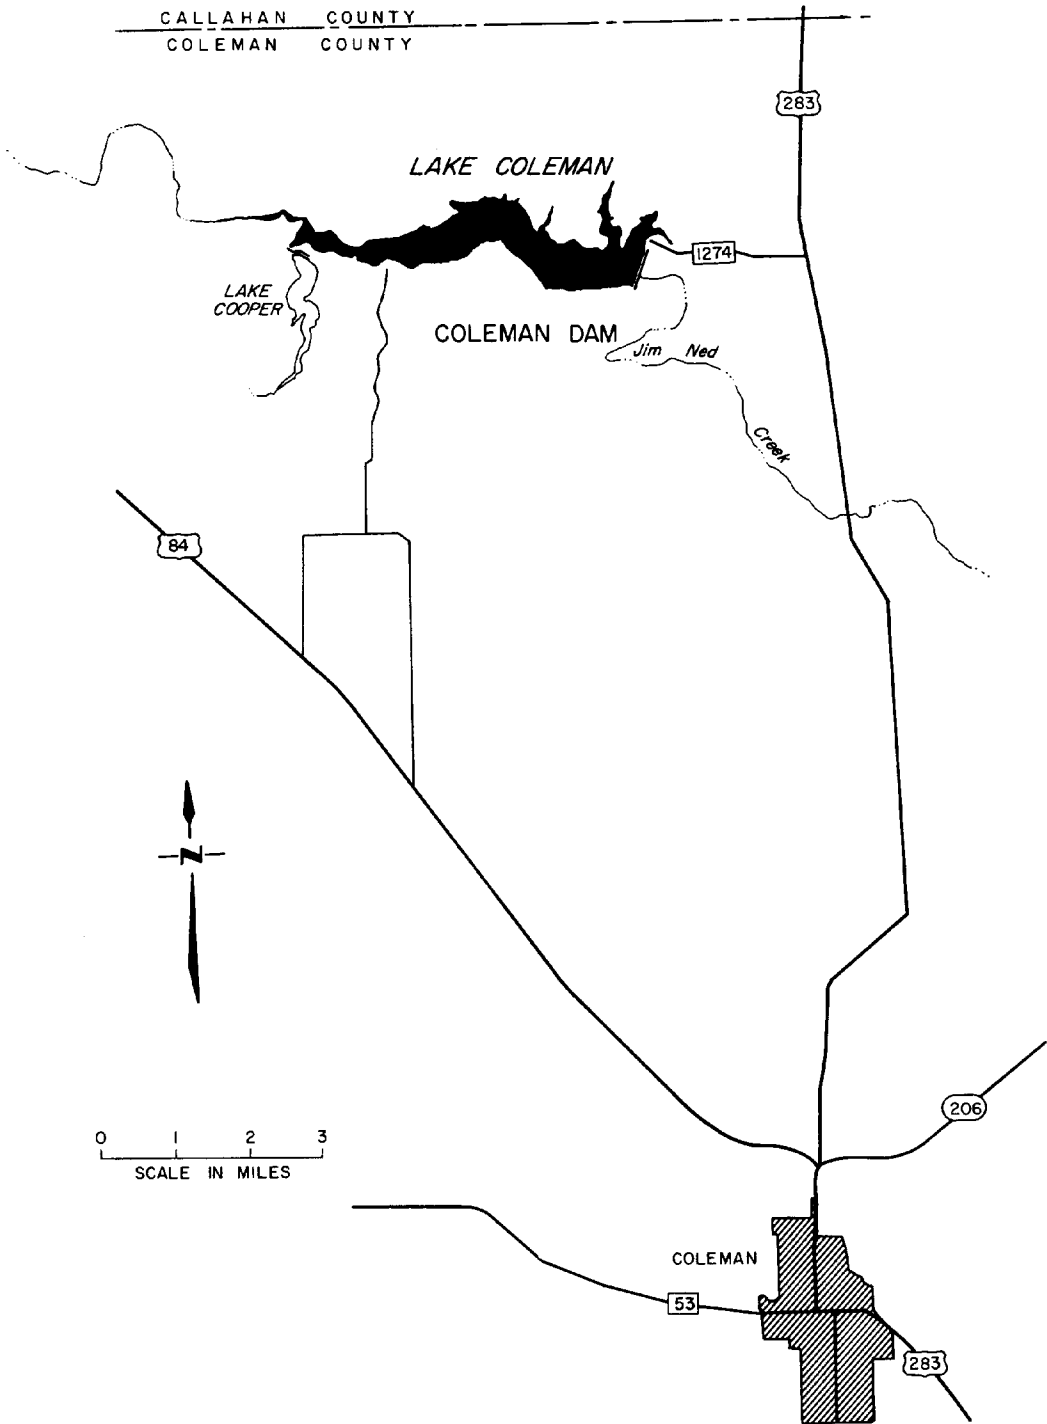 CALLAHAN COUNTY
COLEMAN COUNTY
283
LAKE COLEMAN
1274
LAKE
COOPER
COLEMAN DAM
Jim Ned
Creek
84
N
206
0 1 2 3
SCALE IN MILES
COLEMAN
53
283